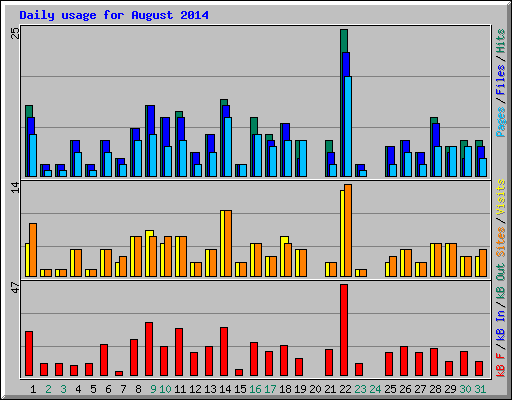 Daily usage for August 2014
25
Pages / Files / Hits
14
Sites / Visits
47
kB F / kB In / kB Out
1 2 3 4 5 6 7 8 9 10 11 12 13 14 15 16 17 18 19 20 21 22 23 24 25 26 27 28 29 30 31